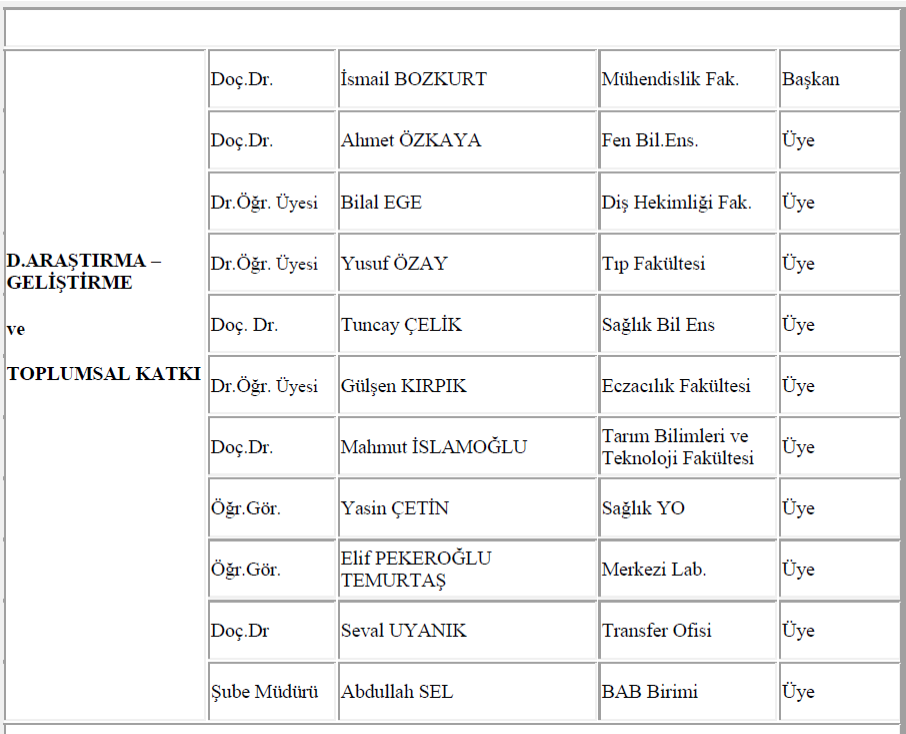 D.ARAŞTIRMA –
GELİŞTİRME
ve
TOPLUMSAL KATKI
Doç.Dr. İsmail BOZKURT Mühendislik Fak. Başkan
Doç.Dr. Ahmet ÖZKAYA Fen Bil.Ens. Üye
Dr.Öğr. Üyesi Bilal EGE Diş Hekimliği Fak. Üye
Dr.Öğr. Üyesi Yusuf ÖZAY Tıp Fakültesi Üye
Doç. Dr. Tuncay ÇELİK Sağlık Bil Ens Üye
Dr.Öğr. Üyesi Gülşen KIRPIK Eczacılık Fakültesi Üye
Doç.Dr. Mahmut İSLAMOĞLU Tarım Bilimleri ve
Teknoloji Fakültesi Üye
Öğr.Gör. Yasin ÇETİN Sağlık YO Üye
Öğr.Gör. Elif PEKEROĞLU
TEMURTAŞ Merkezi Lab. Üye
Doç.Dr Seval UYANIK Transfer Ofisi Üye
Şube Müdürü Abdullah SEL BAB Birimi Üye